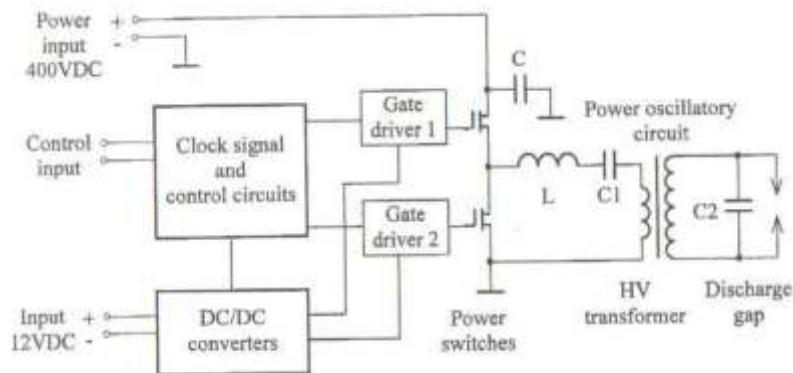 Power +
input -
400VDC
C
Gate
driver 1
Power oscillatory
circuit
Control
input
Clock signal
and
control circuits
L
C1
C2
Gate
driver 2
Input +
12VDC -
DC/DC
converters
Power
switches
HV
transformer
Discharge
gap